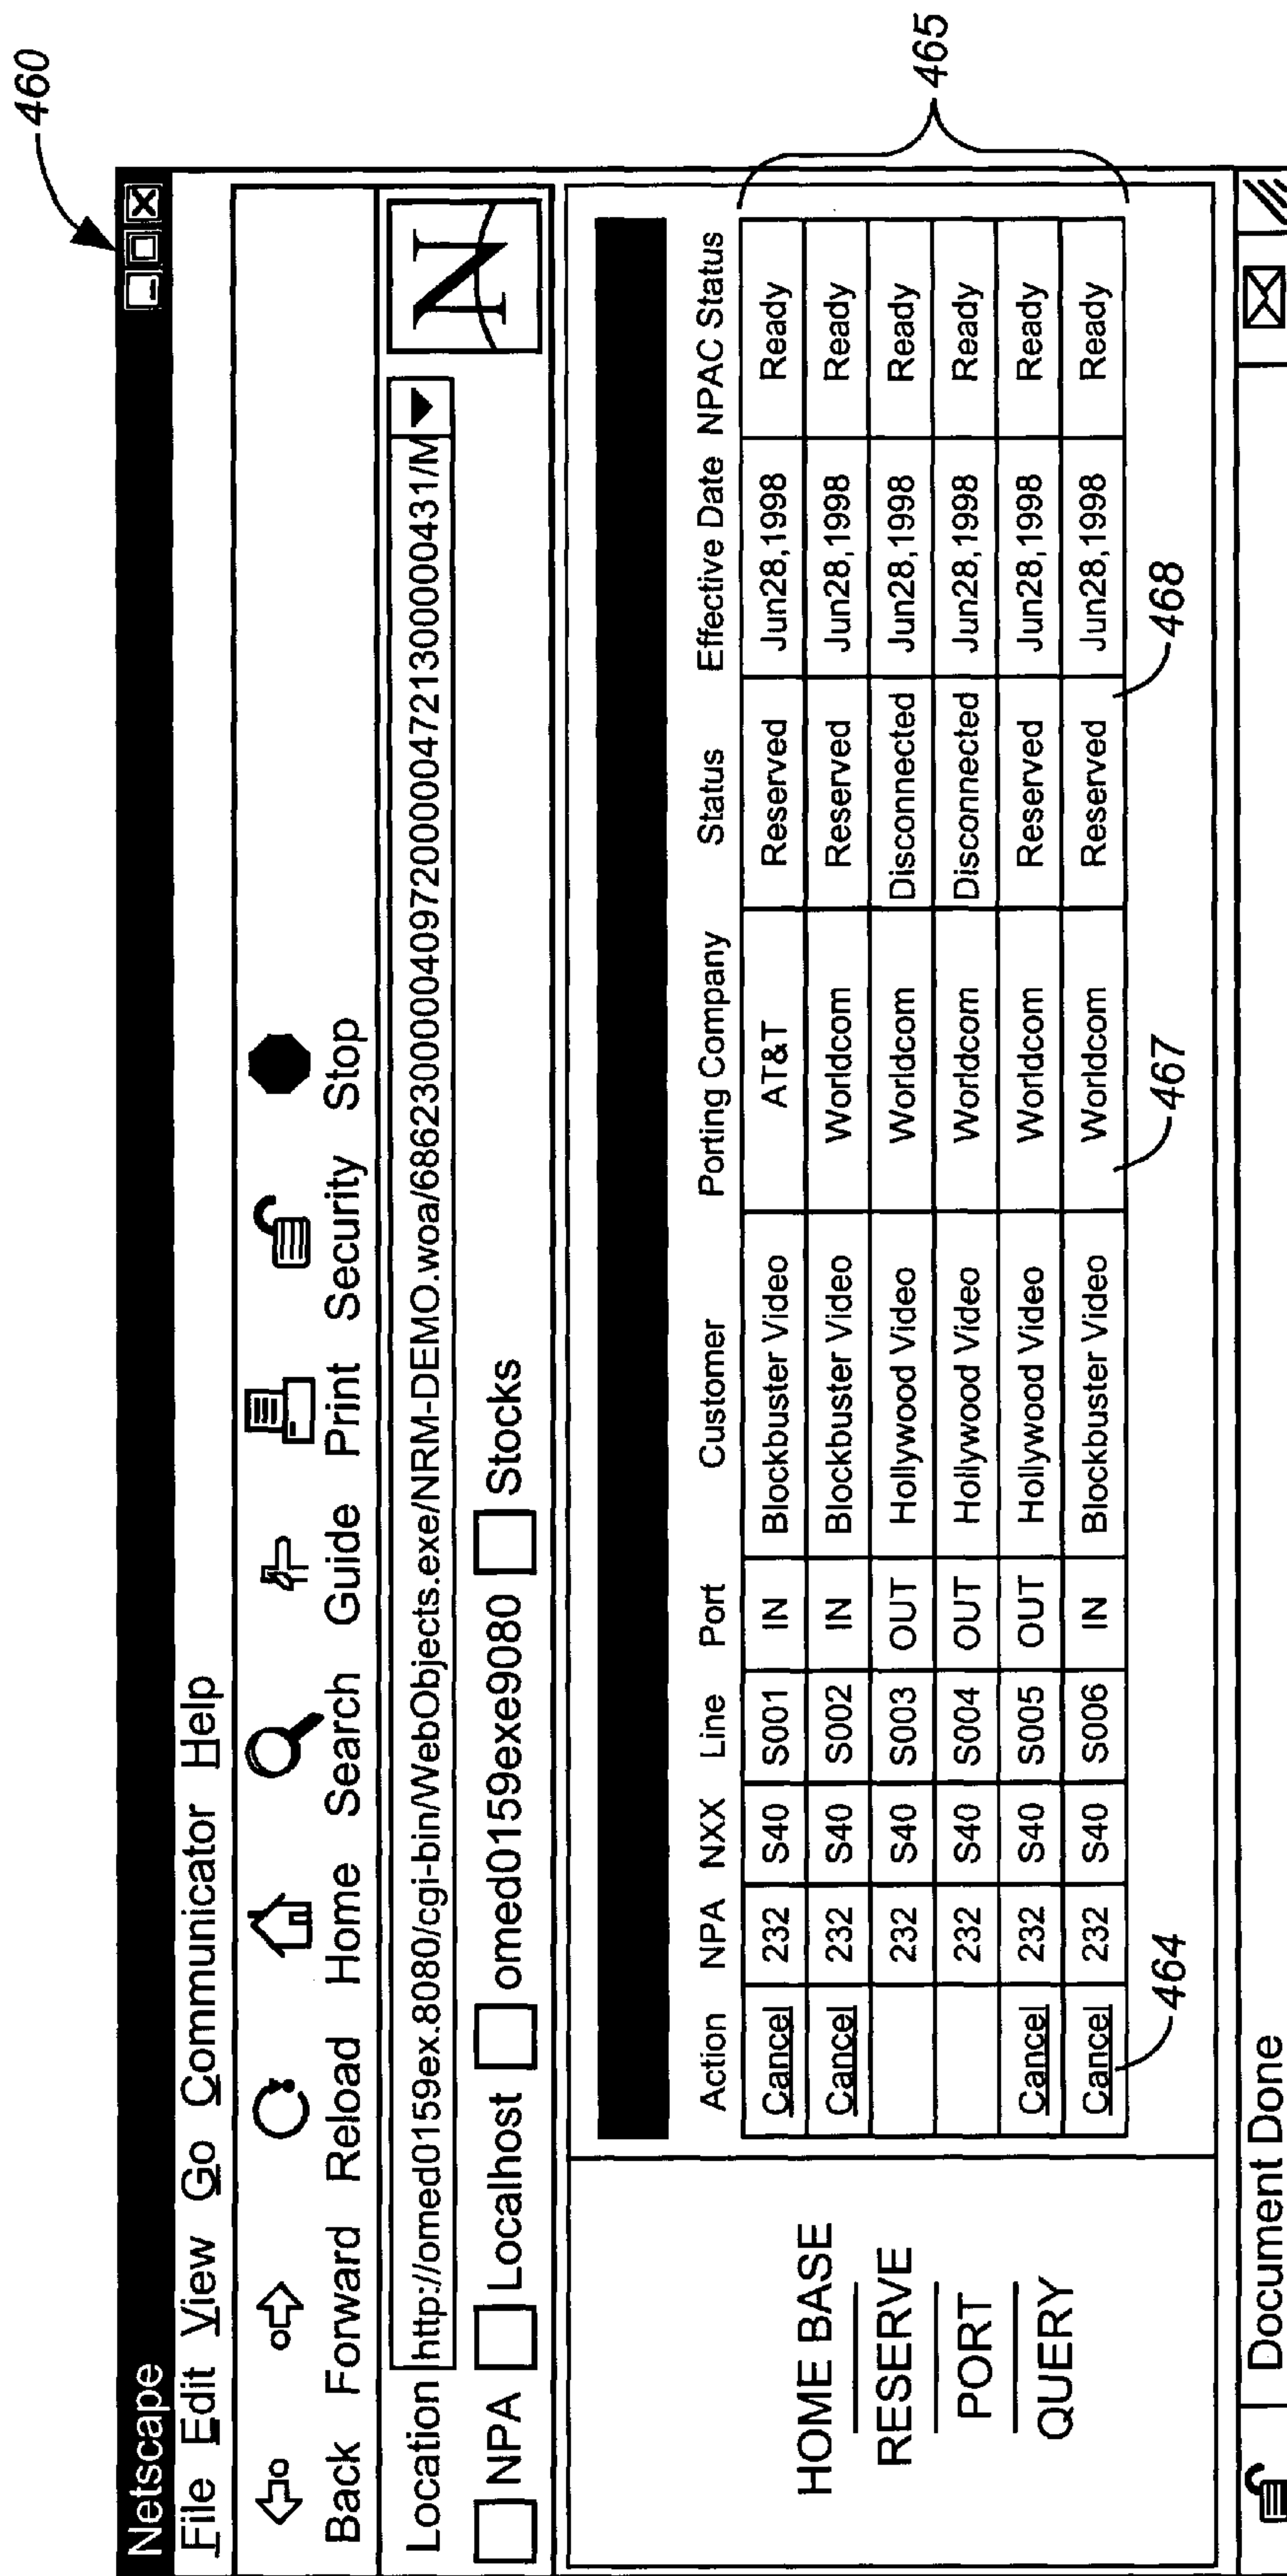 460
Netscape
File Edit View Go Communicator Help
Back Forward Reload Home Search Guide Print Security Stop
Location http://omed0159ex.8080/cgi-bin/WebObjects.exe/NRM-DEMO.woa/68623000004097200000472130000431/M
N
NPA Localhost omed0159exe9080 Stocks
HOME BASE
RESERVE
PORT
QUERY
Action NPA NXX Line Port Customer Porting Company Status Effective Date NPAC Status
Cancel 232 S40 S001 IN Blockbuster Video AT&T Reserved Jun28,1998 Ready
Cancel 232 S40 S002 IN Blockbuster Video Worldcom Reserved Jun28,1998 Ready
232 S40 S003 OUT Hollywood Video Worldcom Disconnected Jun28,1998 Ready
232 S40 S004 OUT Hollywood Video Worldcom Disconnected Jun28,1998 Ready
Cancel 232 S40 S005 OUT Hollywood Video Worldcom Reserved Jun28,1998 Ready
Cancel 232 S40 S006 IN Blockbuster Video Worldcom Reserved Jun28,1998 Ready
465
464
467
468
Document Done